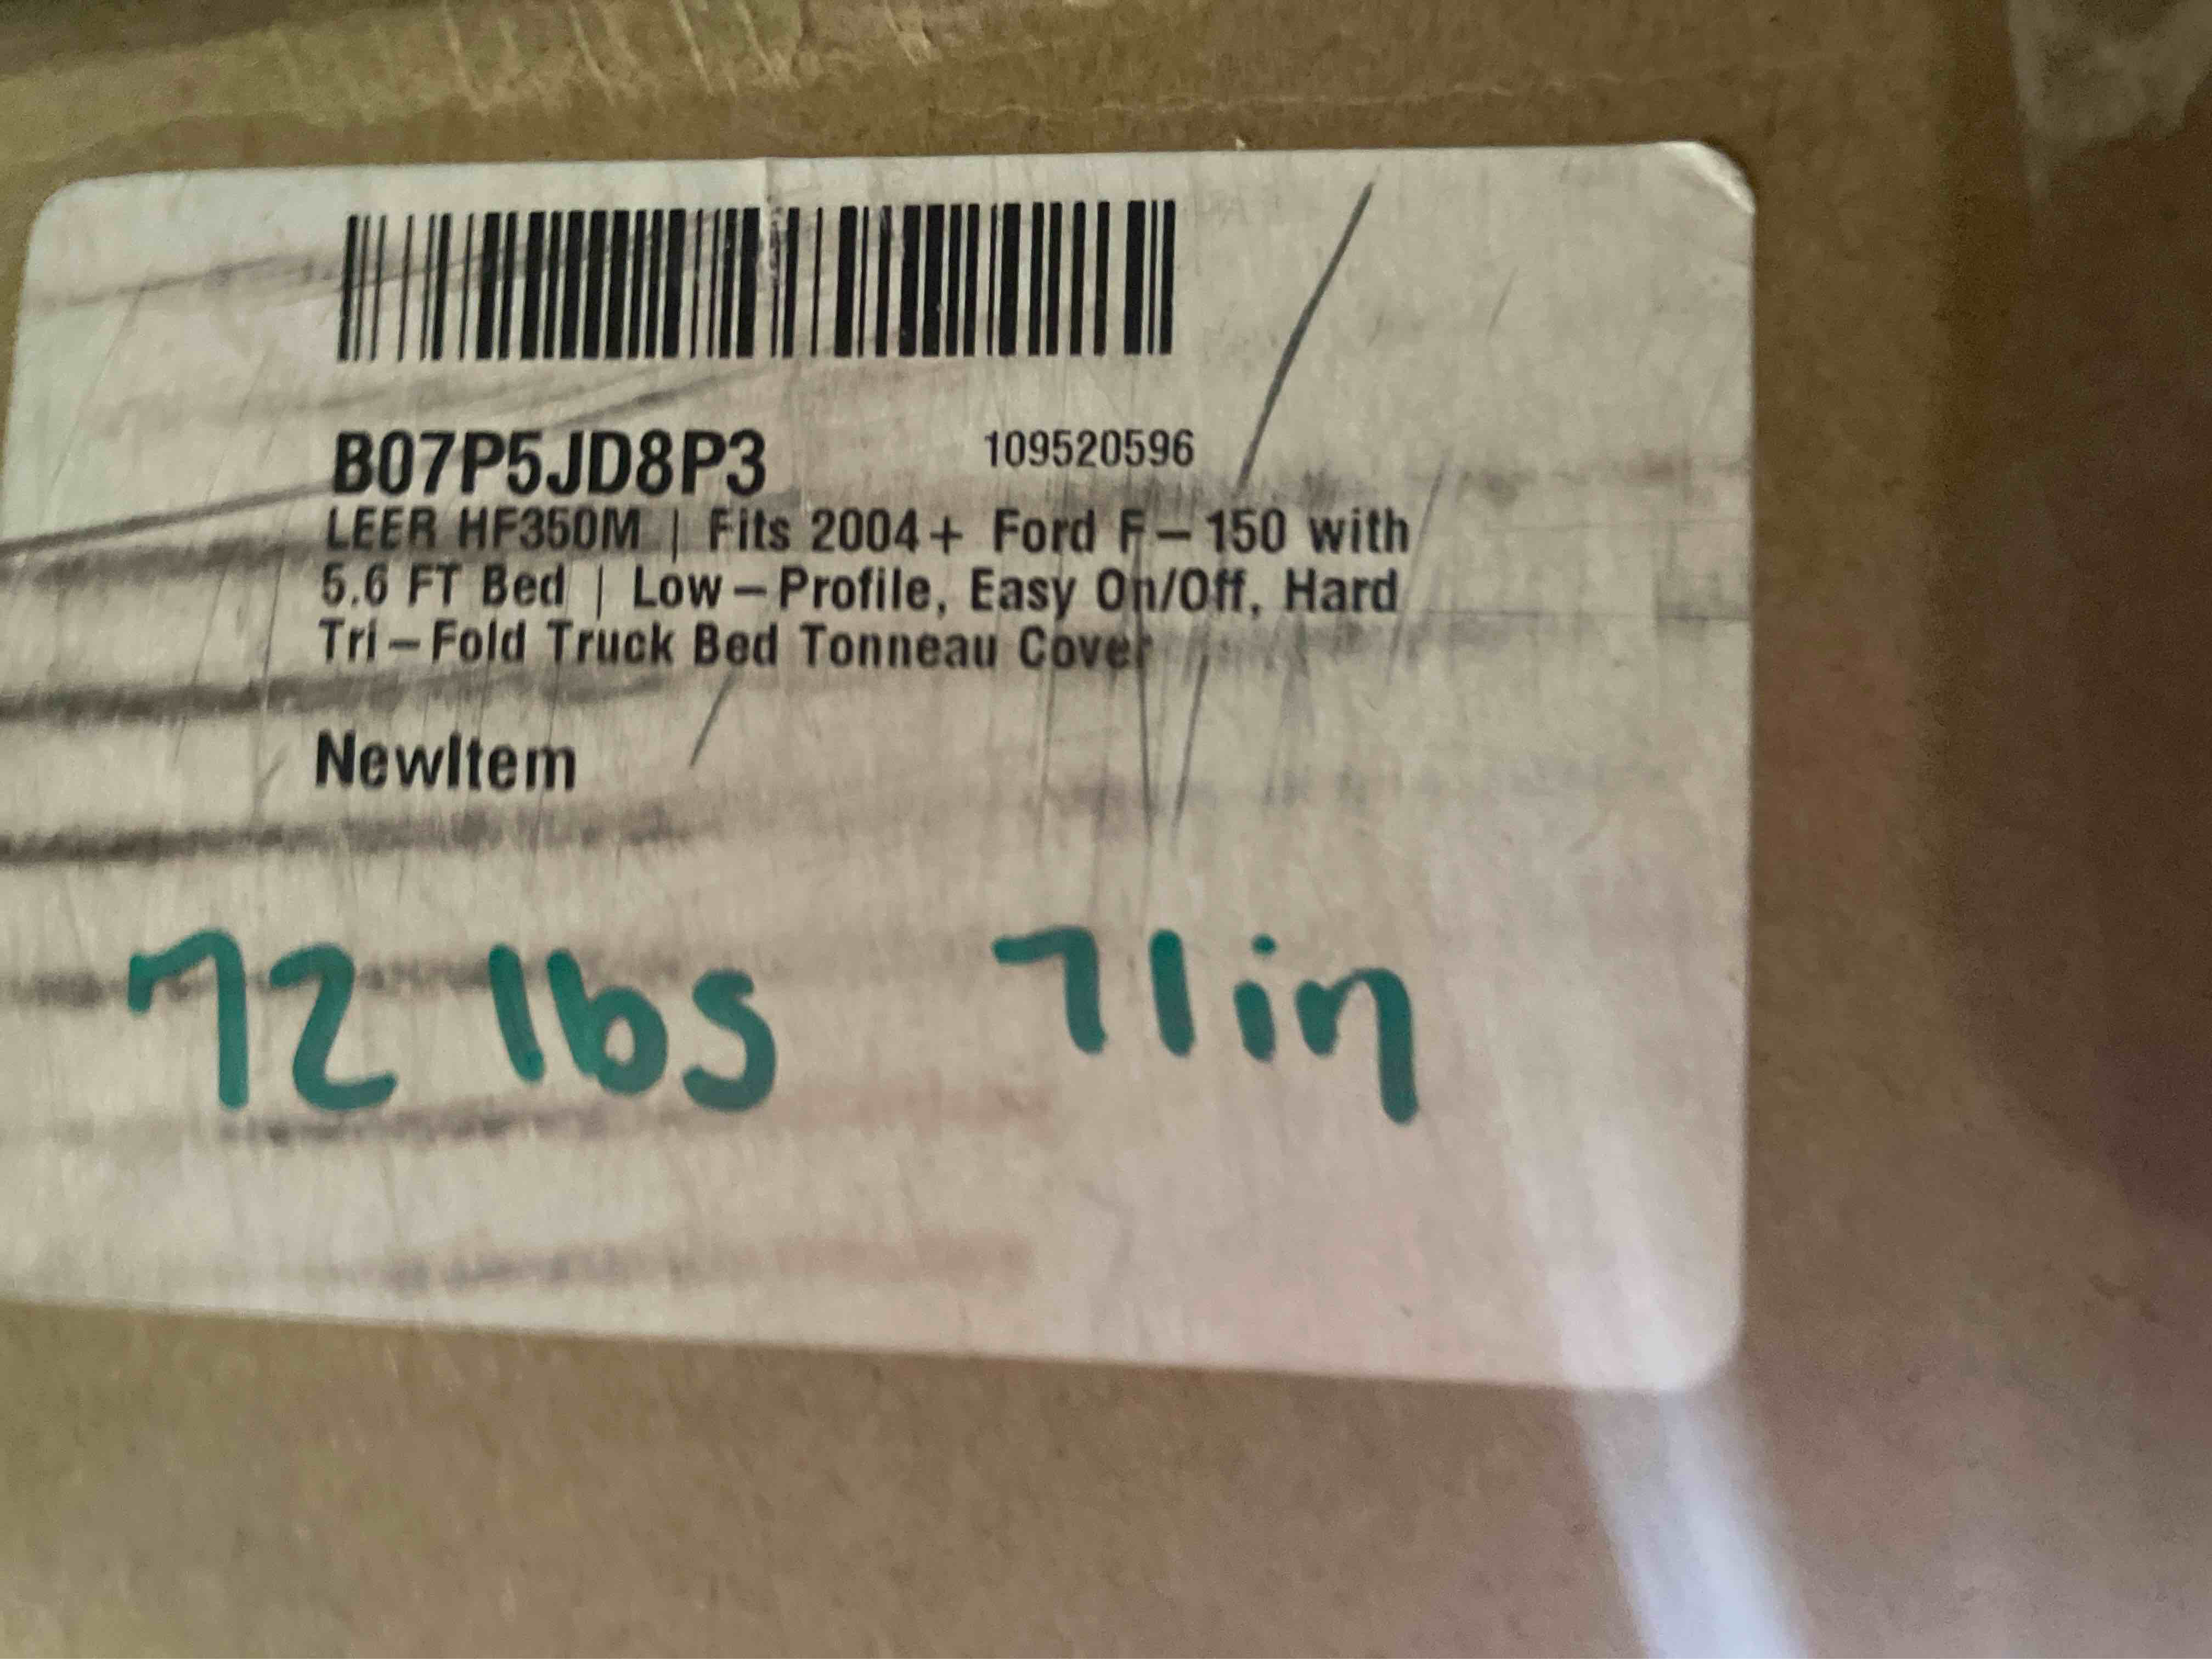 B07P5JD8P3 109520596
LEER HF350M | Fits 2004+ Ford F-150 with
5.6 FT Bed | Low-Profile, Easy On/Off, Hard
Tri-Fold Truck Bed Tonneau Cover
NewItem
72 lbs 71in